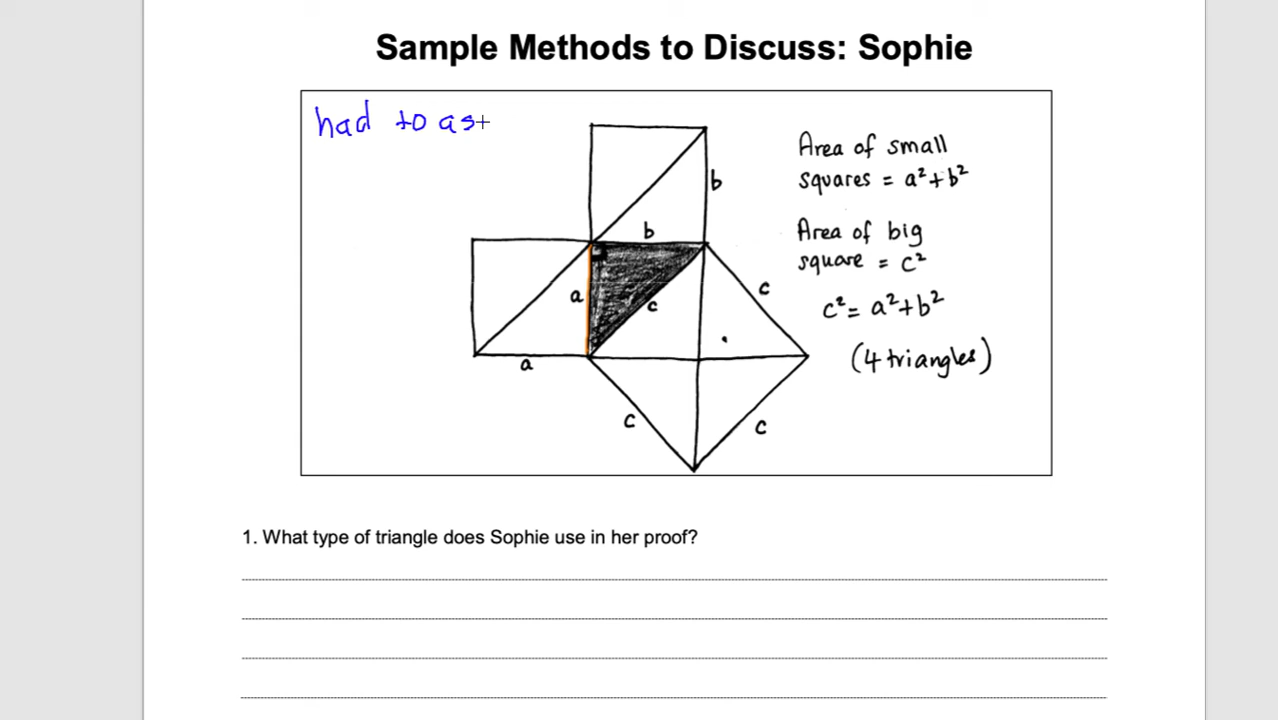 Sample Methods to Discuss: Sophie
had to as
b
b
a
c
a
c
c
c
Area of small
squares = a²+b²
Area of big
square = c²
c²= a²+b²
(4 triangles)
1. What type of triangle does Sophie use in her proof?